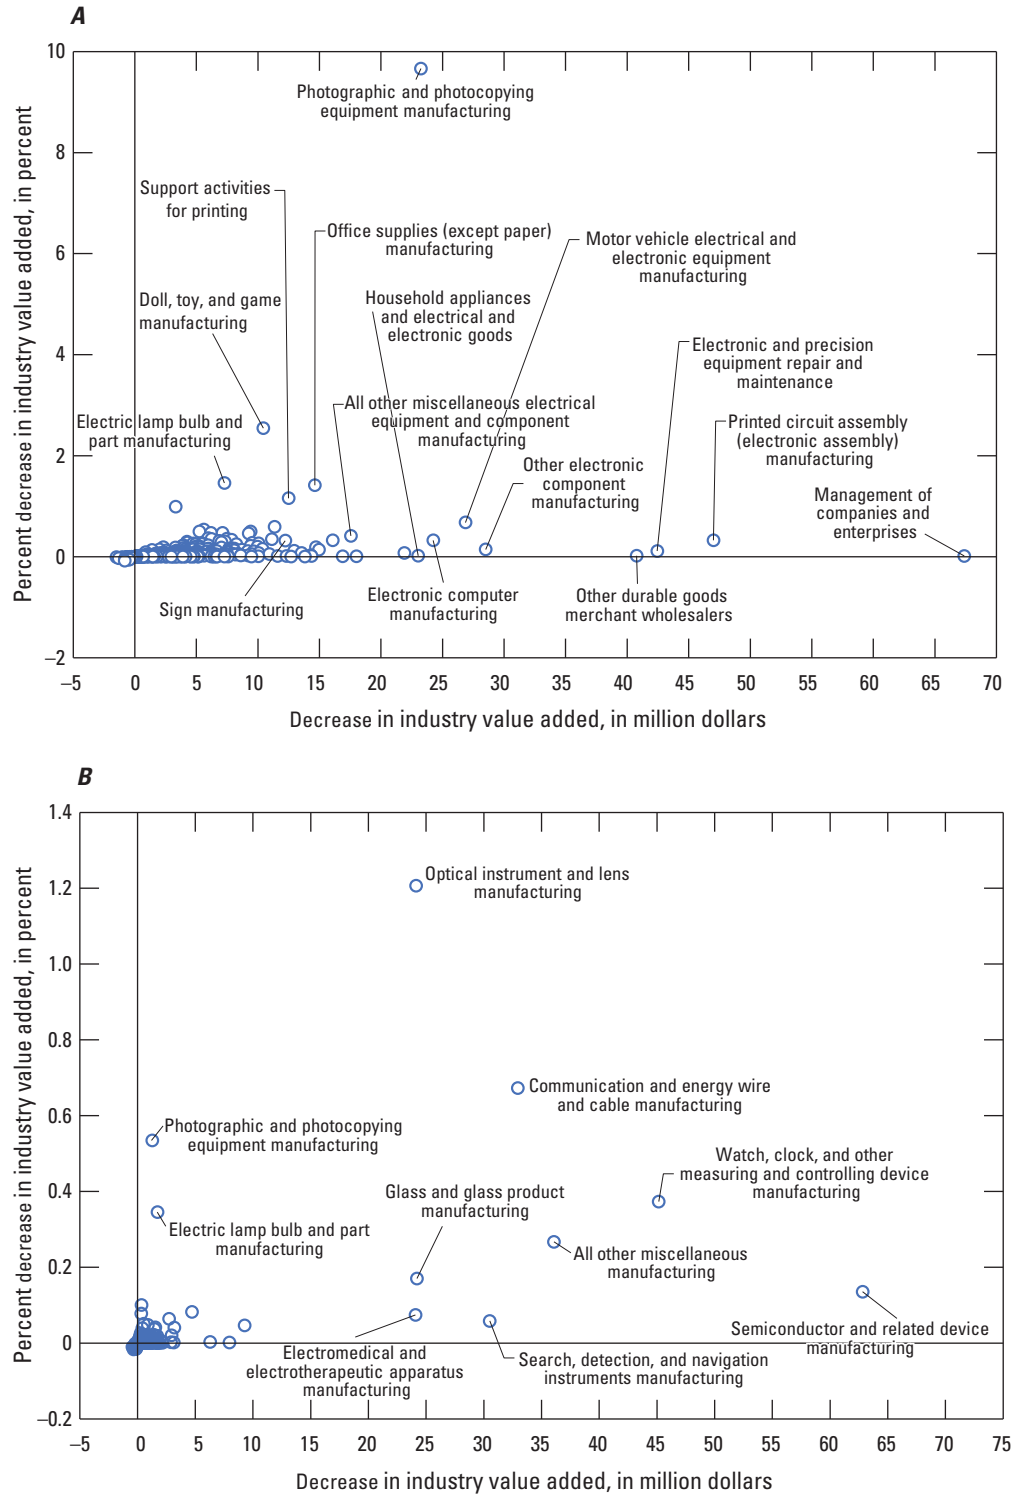 A
10
8
6
4
2
0
–2
Percent decrease in industry value added, in percent
Photographic and photocopying
equipment manufacturing
Support activities
for printing
Office supplies (except paper)
manufacturing
Motor vehicle electrical and
electronic equipment
manufacturing
Doll, toy, and game
manufacturing
Household appliances
and electrical and
electronic goods
Electronic and precision
equipment repair and
maintenance
Electric lamp bulb and
part manufacturing
All other miscellaneous electrical
equipment and component
manufacturing
Printed circuit assembly
(electronic assembly)
manufacturing
Other electronic
component
manufacturing
Management of
companies and
enterprises
Sign manufacturing
Electronic computer
manufacturing
Other durable goods
merchant wholesalers
–5 0 5 10 15 20 25 30 35 40 45 50 55 60 65 70
Decrease in industry value added, in million dollars
B
1.4
1.2
1.0
0.8
0.6
0.4
0.2
0
–0.2
Percent decrease in industry value added, in percent
Optical instrument and lens
manufacturing
Communication and energy wire
and cable manufacturing
Photographic and photocopying
equipment manufacturing
Watch, clock, and other
measuring and controlling device
manufacturing
Glass and glass product
manufacturing
Electric lamp bulb and part
manufacturing
All other miscellaneous
manufacturing
Semiconductor and related device
manufacturing
Electromedical and
electrotherapeutic apparatus
manufacturing
Search, detection, and navigation
instruments manufacturing
–5 0 5 10 15 20 25 30 35 40 45 50 55 60 65 70 75
Decrease in industry value added, in million dollars